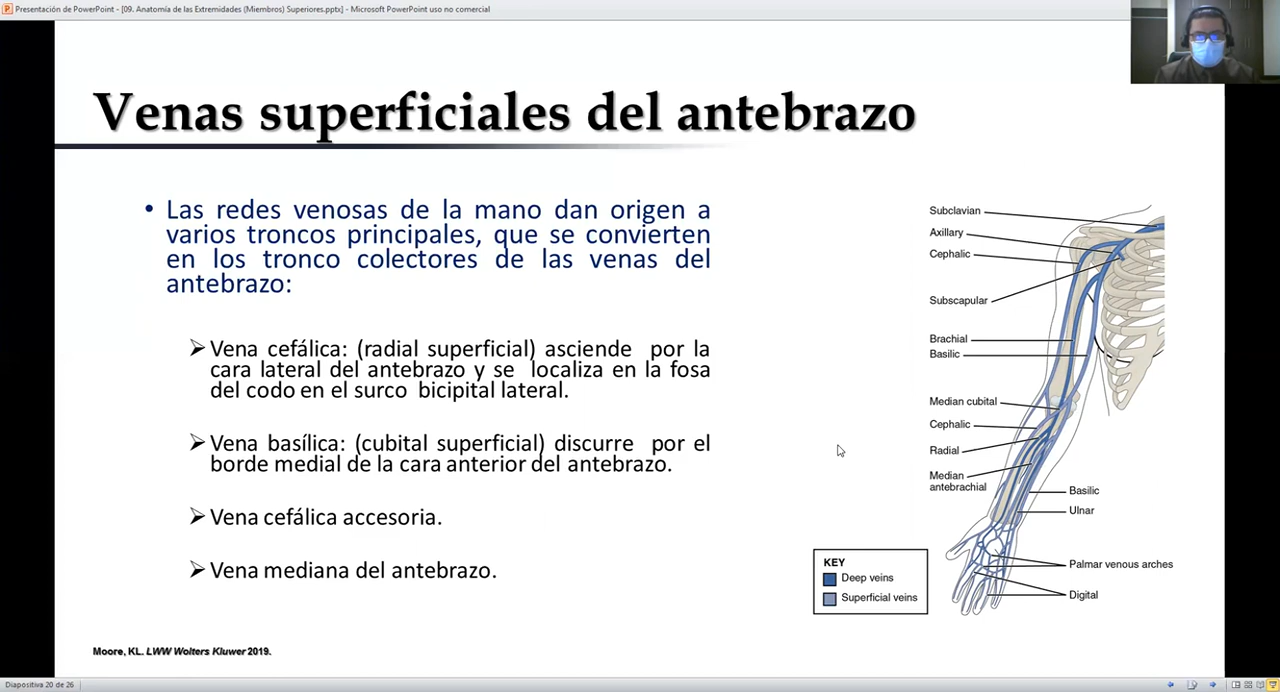 Presentación de PowerPoint - [09. Anatomía de las Extremidades (Miembros) Superiores.pptx] - Microsoft PowerPoint uso no comercial
Venas superficiales del antebrazo
• Las redes venosas de la mano dan origen a
varios troncos principales, que se convierten
en los tronco colectores de las venas del
antebrazo:
➢ Vena cefálica: (radial superficial) asciende por la
cara lateral del antebrazo y se localiza en la fosa
del codo en el surco bicipital lateral.
➢ Vena basílica: (cubital superficial) discurre por el
borde medial de la cara anterior del antebrazo.
➢ Vena cefálica accesoria.
➢ Vena mediana del antebrazo.
Subclavian
Axillary
Cephalic
Subscapular
Brachial
Basilic
Median cubital
Cephalic
Radial
Median
antebrachial
Basilic
Ulnar
Palmar venous arches
Digital
KEY
Deep veins
Superficial veins
Moore, KL. LWW Wolters Kluwer 2019.
Diapositiva 20 de 26